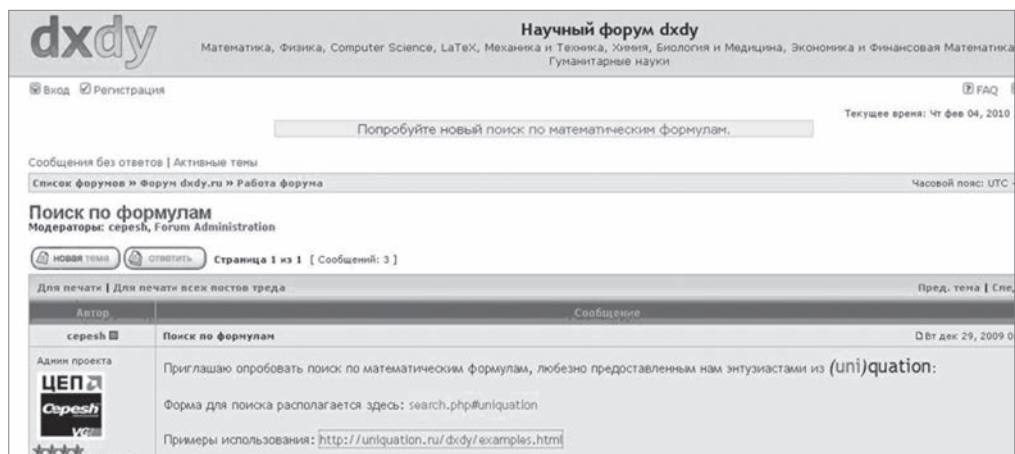 dxdy
Научный форум dxdy
Математика, Физика, Computer Science, LaTeX, Механика и Техника, Химия, Биология и Медицина, Экономика и Финансовая Математика
Гуманитарные науки
Вход Регистрация
FAQ
Текущее время: Чт фев 04, 2010
Попробуйте новый поиск по математическим формулам.
Сообщения без ответов | Активные темы
Список форумов » Форум dxdy.ru » Работа форума
Часовой пояс: UTC -
Поиск по формулам
Модераторы: cepesh, Forum Administration
новая тема ответить Страница 1 из 1 [ Сообщений: 3 ]
Для печати | Для печати всех постов треда
Пред. тема | Сле
Автор Сообщение
cepesh Поиск по формулам
Вт дек 29, 2009 0
Админ проекта
ЦЕП
Cepesh
VG
Приглашаю опробовать поиск по математическим формулам, любезно предоставленным нам энтузиастами из (uni)quation:
Форма для поиска располагается здесь: search.php#uniquation
Примеры использования: http://uniquation.ru/dxdy/examples.html